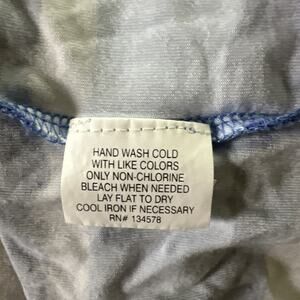 HAND WASH COLD
WITH LIKE COLORS
ONLY NON-CHLORINE
BLEACH WHEN NEEDED
LAY FLAT TO DRY
COOL IRON IF NECESSARY
RN# 134578